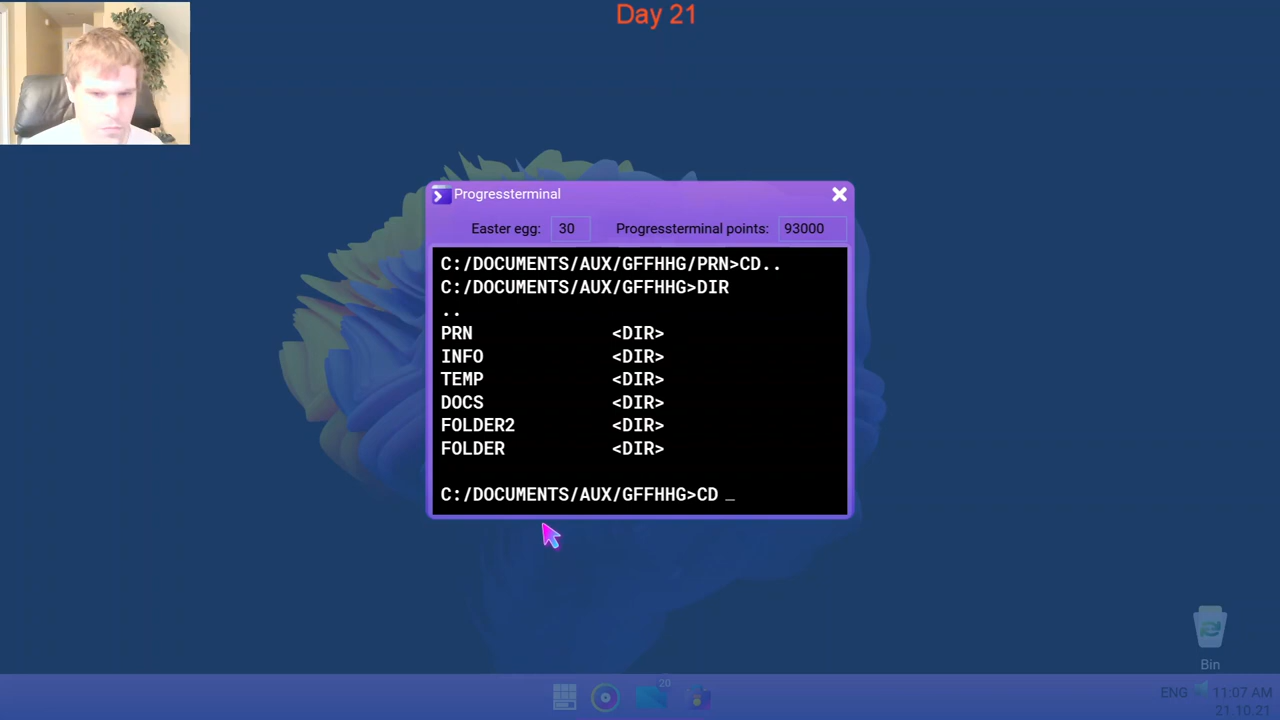 Day 21
Progressterminal
Easter egg: 30 Progressterminal points: 93000
C:/DOCUMENTS/AUX/GFFHHG/PRN>CD..
C:/DOCUMENTS/AUX/GFFHHG>DIR
..
PRN <DIR>
INFO <DIR>
TEMP <DIR>
DOCS <DIR>
FOLDER2 <DIR>
FOLDER <DIR>
C:/DOCUMENTS/AUX/GFFHHG>CD _
Bin
20
ENG 11:07 AM
21.10.21